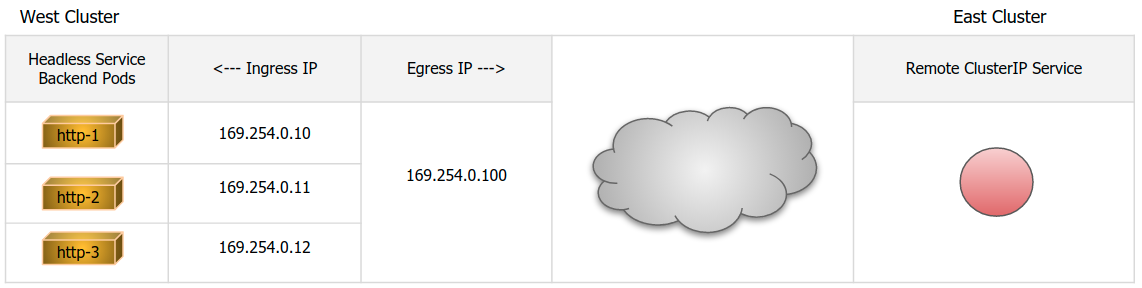 West Cluster
East Cluster
Headless Service
Backend Pods
<--- Ingress IP
Egress IP --->
Remote ClusterIP Service
http-1
169.254.0.10
169.254.0.100
http-2
169.254.0.11
http-3
169.254.0.12